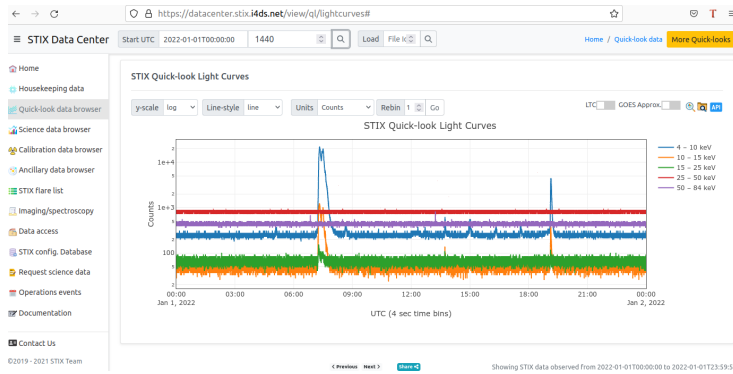 https://datacenter.stix.i4ds.net/view/ql/lightcurves#
STIX Data Center
Start UTC 2022-01-01T00:00:00 1440 Load File Home / Quick-look data More Quick-looks
Home
Housekeeping data
Quick-look data browser
Science data browser
Calibration data browser
Ancillary data browser
STIX flare list
Imaging/spectroscopy
Data access
STIX config. Database
Request science data
Operations events
Documentation
Contact Us
©2019 - 2021 STIX Team
STIX Quick-look Light Curves
y-scale log Line-style line Units Counts Rebin 1 Go LTC GOES Approx. API
STIX Quick-look Light Curves
4 – 10 keV
10 – 15 keV
15 – 25 keV
25 – 50 keV
50 – 84 keV
Counts
2
1e+4
5
2
1e+3
5
2
100
5
2
00:00 03:00 06:00 09:00 12:00 15:00 18:00 21:00 00:00
Jan 1, 2022 Jan 2, 2022
UTC (4 sec time bins)
< Previous Next > Share
Showing STIX data observed from 2022-01-01T00:00:00 to 2022-01-01T23:59:5